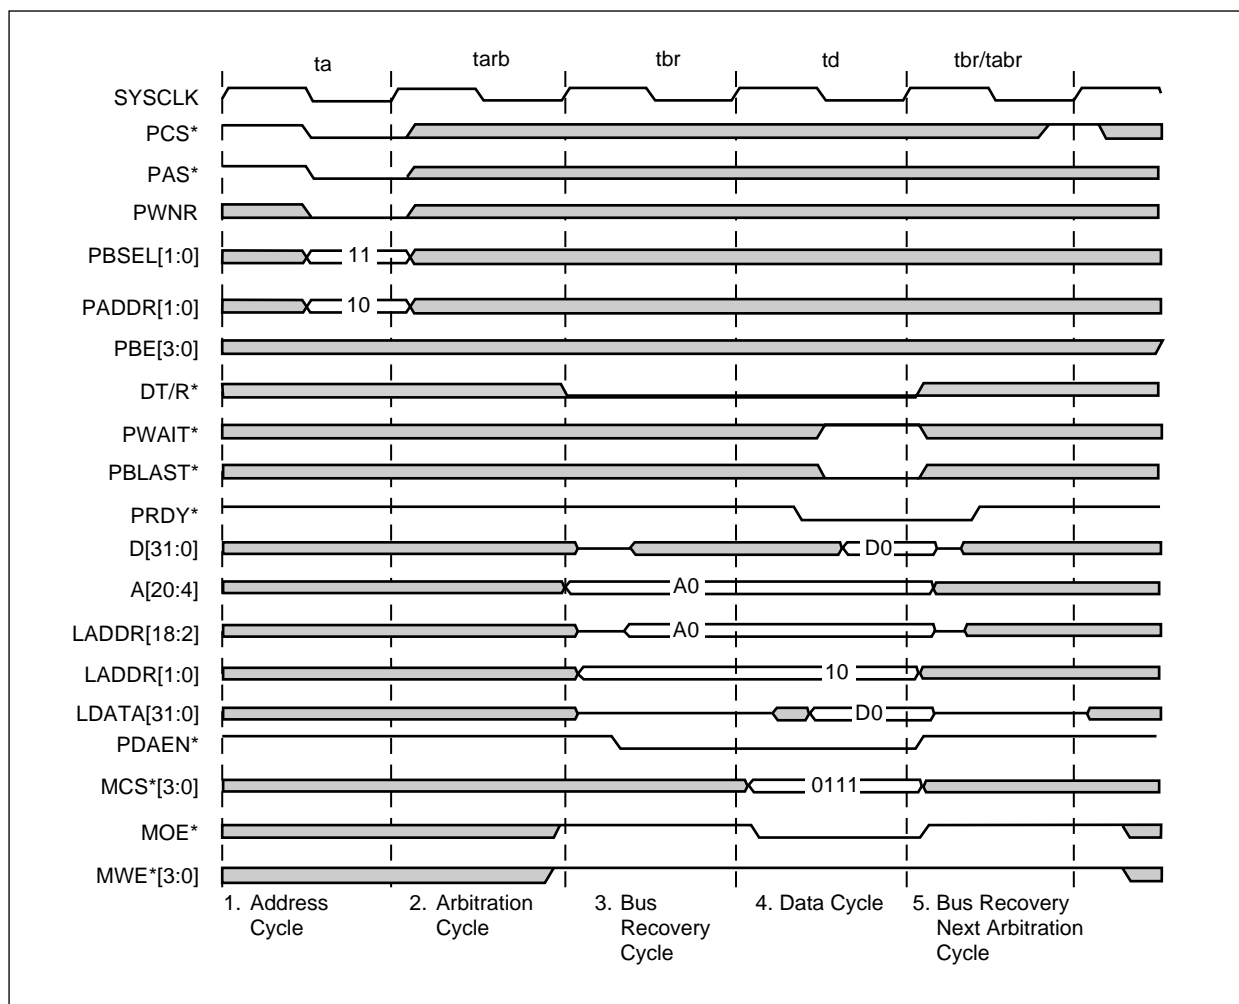 ta tarb tbr td tbr/tabr
SYSCLK
PCS*
PAS*
PWNR
PBSEL[1:0] 11
PADDR[1:0] 10
PBE[3:0]
DT/R*
PWAIT*
PBLAST*
PRDY*
D[31:0] D0
A[20:4] A0
LADDR[18:2] A0
LADDR[1:0] 10
LDATA[31:0] D0
PDAEN*
MCS*[3:0] 0111
MOE*
MWE*[3:0]
1. Address
Cycle
2. Arbitration
Cycle
3. Bus
Recovery
Cycle
4. Data Cycle
5. Bus Recovery
Next Arbitration
Cycle